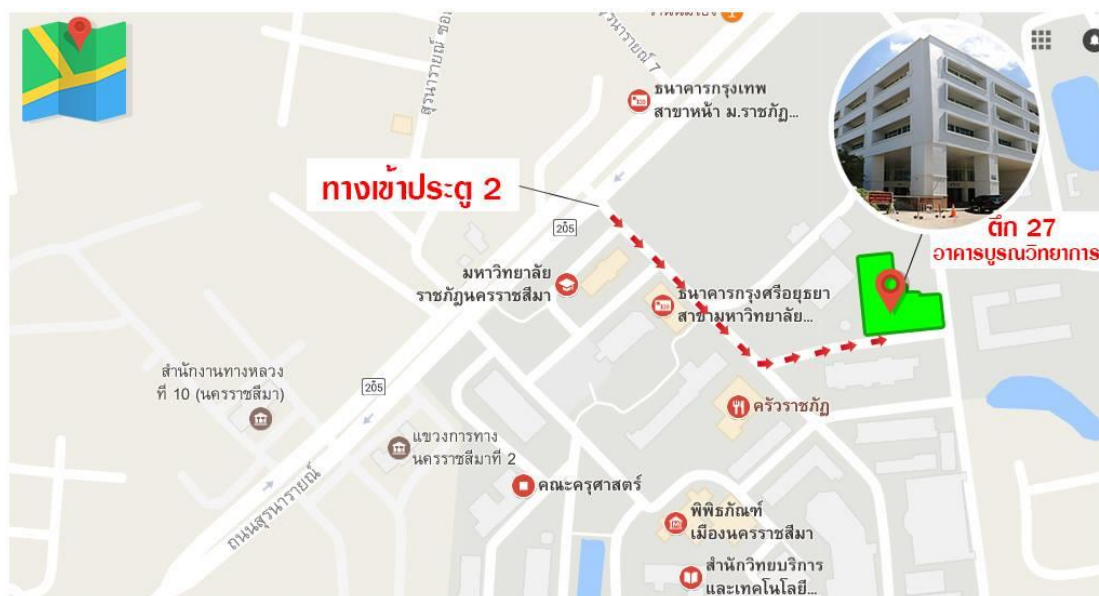 สุรนารายณ์ 7
ธนาคารกรุงเทพ
สาขาหน้า ม.ราชภัฏ...
ทางเข้าประตู 2
205
ตึก 27
อาคารบูรณวิทยาการ
มหาวิทยาลัย
ราชภัฏนครราชสีมา
ธนาคารกรุงศรีอยุธยา
สาขามหาวิทยาลัย...
สำนักงานทางหลวง
ที่ 10 (นครราชสีมา)
205
ครัวราชภัฏ
แขวงการทาง
นครราชสีมาที่ 2
คณะครุศาสตร์
ถนนสุรนารายณ์
พิพิธภัณฑ์
เมืองนครราชสีมา
สำนักวิทยบริการ
และเทคโนโลยี...